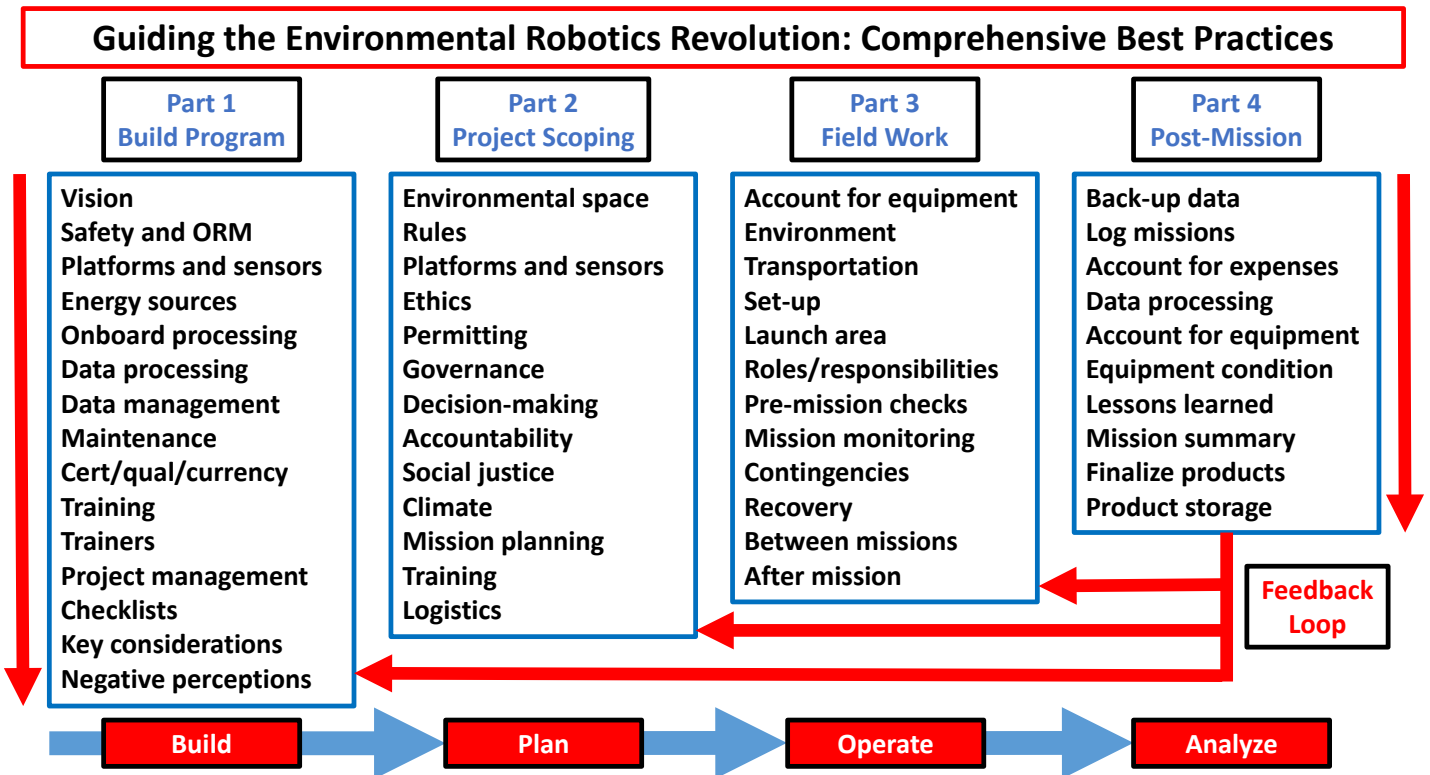 Guiding the Environmental Robotics Revolution: Comprehensive Best Practices
Part 1
Build Program
Part 2
Project Scoping
Part 3
Field Work
Part 4
Post-Mission
Vision
Safety and ORM
Platforms and sensors
Energy sources
Onboard processing
Data processing
Data management
Maintenance
Cert/qual/currency
Training
Trainers
Project management
Checklists
Key considerations
Negative perceptions
Environmental space
Rules
Platforms and sensors
Ethics
Permitting
Governance
Decision-making
Accountability
Social justice
Climate
Mission planning
Training
Logistics
Account for equipment
Environment
Transportation
Set-up
Launch area
Roles/responsibilities
Pre-mission checks
Mission monitoring
Contingencies
Recovery
Between missions
After mission
Back-up data
Log missions
Account for expenses
Data processing
Account for equipment
Equipment condition
Lessons learned
Mission summary
Finalize products
Product storage
Feedback
Loop
Build
Plan
Operate
Analyze